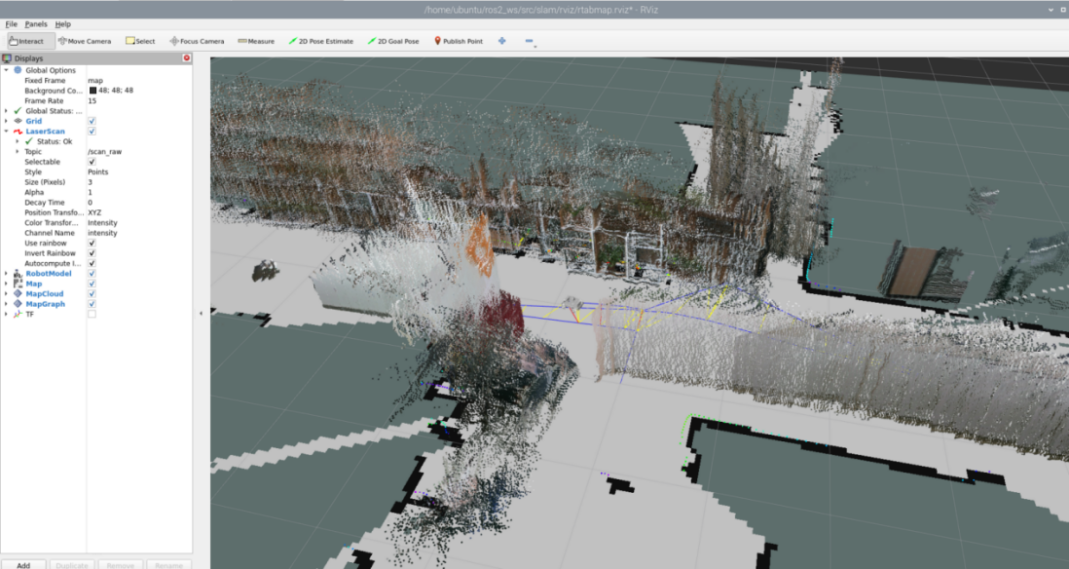 /home/ubuntu/ros2_ws/src/slam/rviz/rtabmap.rviz* - RViz
File Panels Help
Interact Move Camera Select Focus Camera Measure 2D Pose Estimate 2D Goal Pose Publish Point
Displays
Global Options
Fixed Frame map
Background Co... 48; 48; 48
Frame Rate 15
Global Status: ...
Grid
LaserScan
Status: Ok
Topic /scan_raw
Selectable
Style Points
Size (Pixels) 3
Alpha 1
Decay Time 0
Position Transfo... XYZ
Color Transfor... Intensity
Channel Name intensity
Use rainbow
Invert Rainbow
Autocompute I...
RobotModel
Map
MapCloud
MapGraph
TF
Add Duplicate Remove Rename